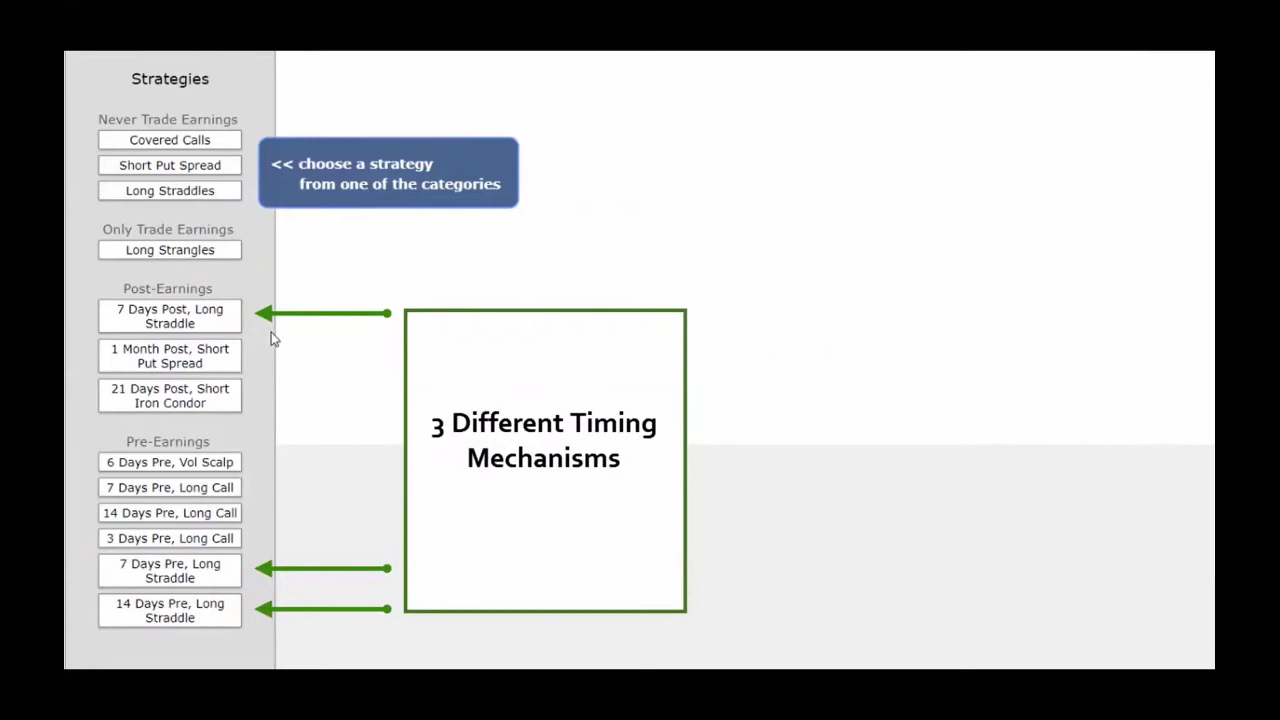 Strategies
Never Trade Earnings
Covered Calls
Short Put Spread
Long Straddles
<< choose a strategy
from one of the categories
Only Trade Earnings
Long Strangles
Post-Earnings
7 Days Post, Long
Straddle
1 Month Post, Short
Put Spread
21 Days Post, Short
Iron Condor
Pre-Earnings
6 Days Pre, Vol Scalp
7 Days Pre, Long Call
14 Days Pre, Long Call
3 Days Pre, Long Call
7 Days Pre, Long
Straddle
14 Days Pre, Long
Straddle
3 Different Timing
Mechanisms